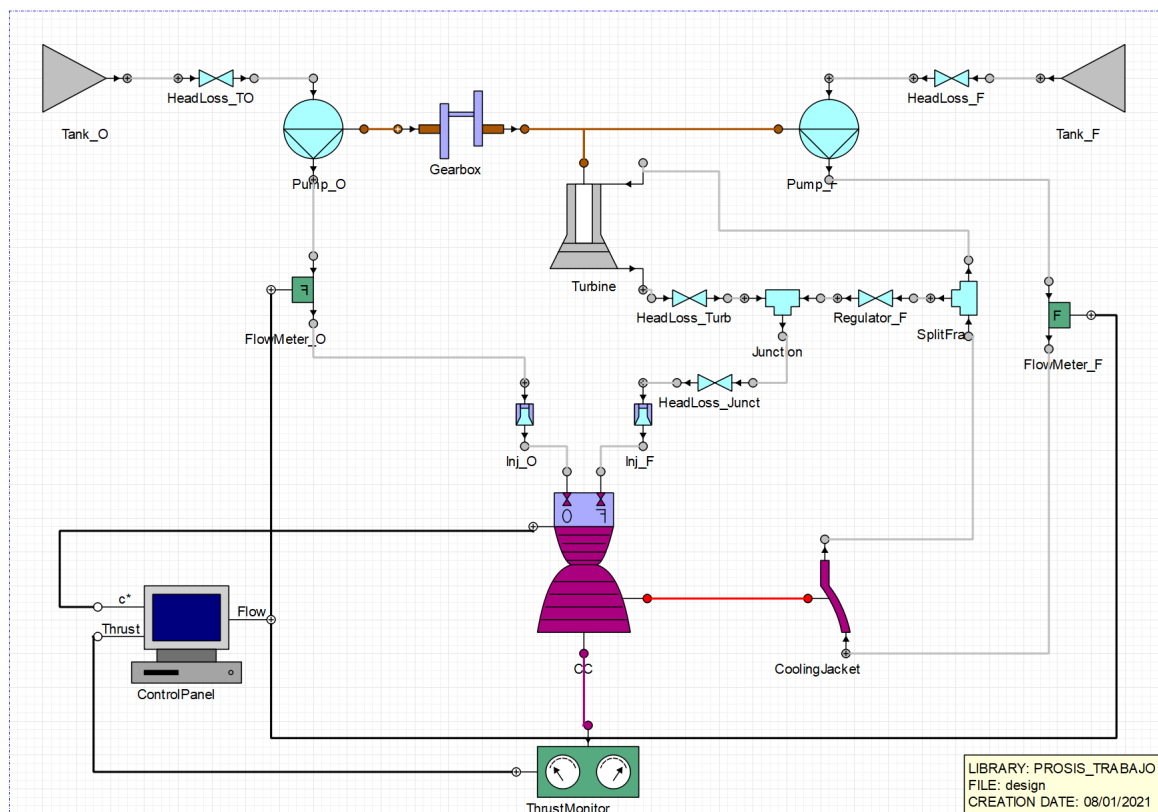 HeadLoss_TO
HeadLoss_F
Tank_O
Tank_F
Gearbox
Pump_O
Pump_F
Turbine
HeadLoss_Turb
Regulator_F
SplitFra
F
F
FlowMeter_O
Junction
FlowMeter_F
HeadLoss_Junct
Inj_O
Inj_F
O
F
c*
Flow
Thrust
CC
CoolingJacket
ControlPanel
ThrustMonitor
LIBRARY: PROSIS_TRABAJO
FILE: design
CREATION DATE: 08/01/2021